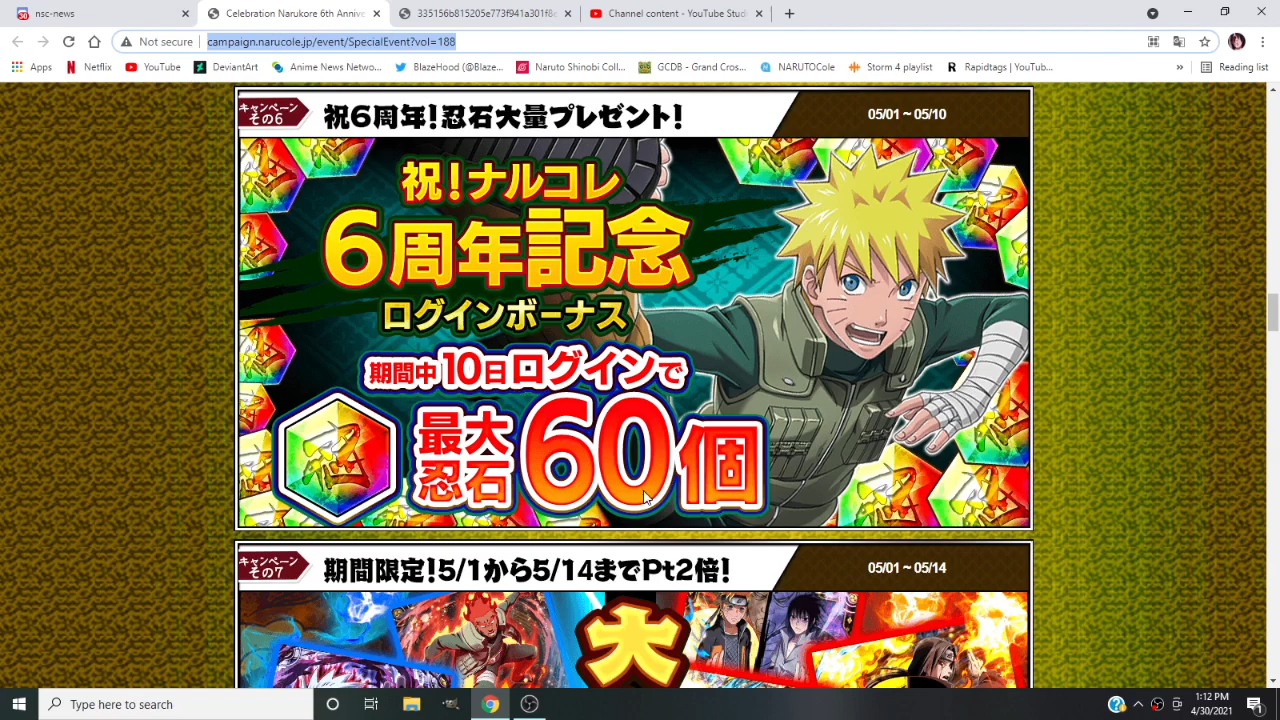 nsc-news
Celebration Narukore 6th Annive
335156b815205e773f941a301f8e
Channel content - YouTube Stud
Not secure
campaign.narucole.jp/event/SpecialEvent?vol=188
Apps
Netflix
YouTube
DeviantArt
Anime News Netwo...
BlazeHood (@Blaze...
Naruto Shinobi Coll...
GCDB - Grand Cros...
NARUTOCole
Storm 4 playlist
Rapidtags | YouTub...
»
Reading list
キャンペーン
その6
祝6周年!忍石大量プレゼント!
05/01 ~ 05/10
祝!ナルコレ
6周年記念
ログインボーナス
期間中10日ログインで
最大
忍石
60個
忍
キャンペーン
その7
期間限定!5/1から5/14までPt2倍!
05/01 ~ 05/14
大
Type here to search
1:12 PM
4/30/2021